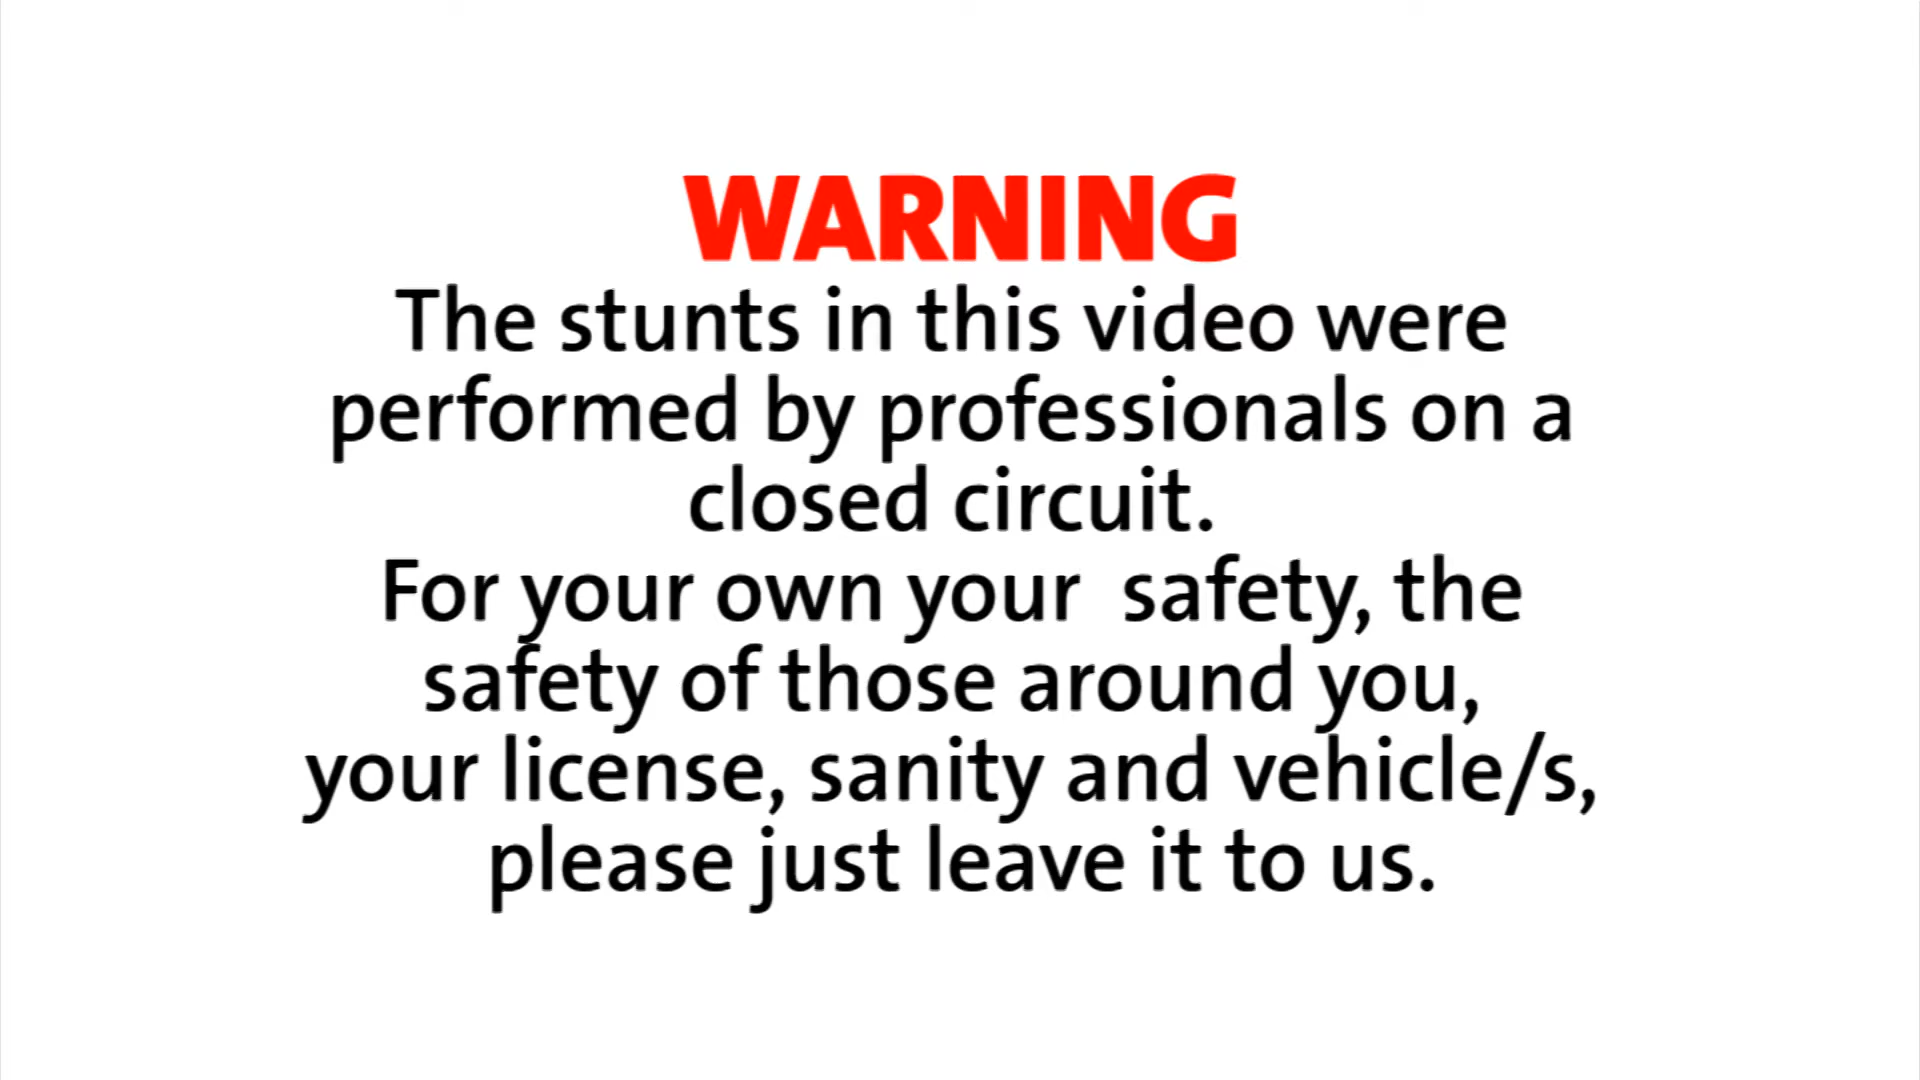 WARNING
The stunts in this video were
performed by professionals on a
closed circuit.
For your own your  safety, the
safety of those around you,
your license, sanity and vehicle/s,
please just leave it to us.